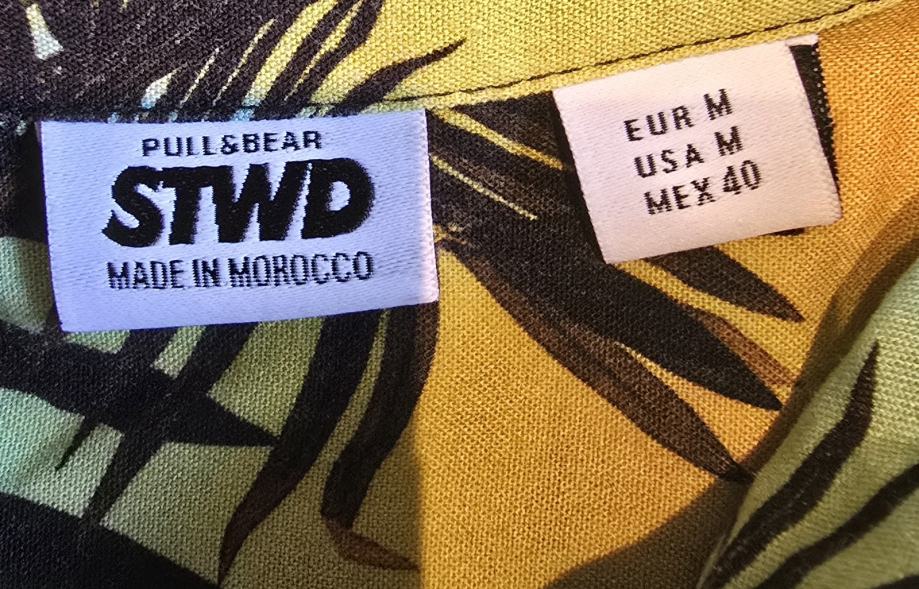 PULL&BEAR
STWD
MADE IN MOROCCO
EUR M
USA M
MEX 40